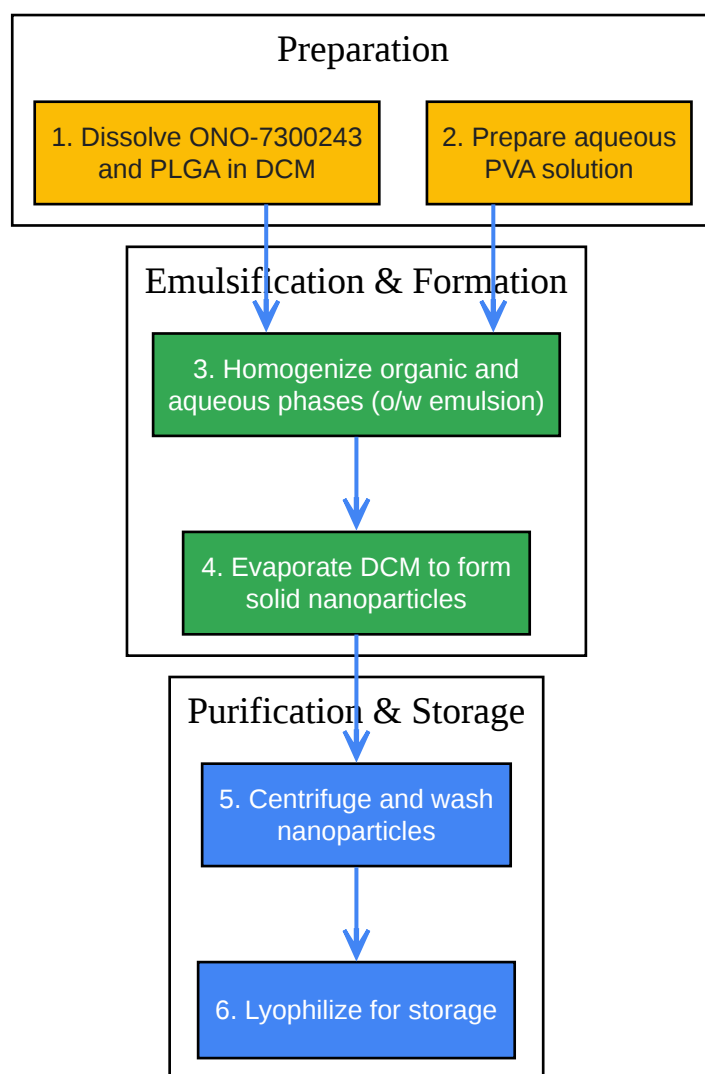 Preparation
1. Dissolve ONO-7300243
and PLGA in DCM
2. Prepare aqueous
PVA solution
Emulsification & Formation
3. Homogenize organic and
aqueous phases (o/w emulsion)
4. Evaporate DCM to form
solid nanoparticles
Purification & Storage
5. Centrifuge and wash
nanoparticles
6. Lyophilize for storage